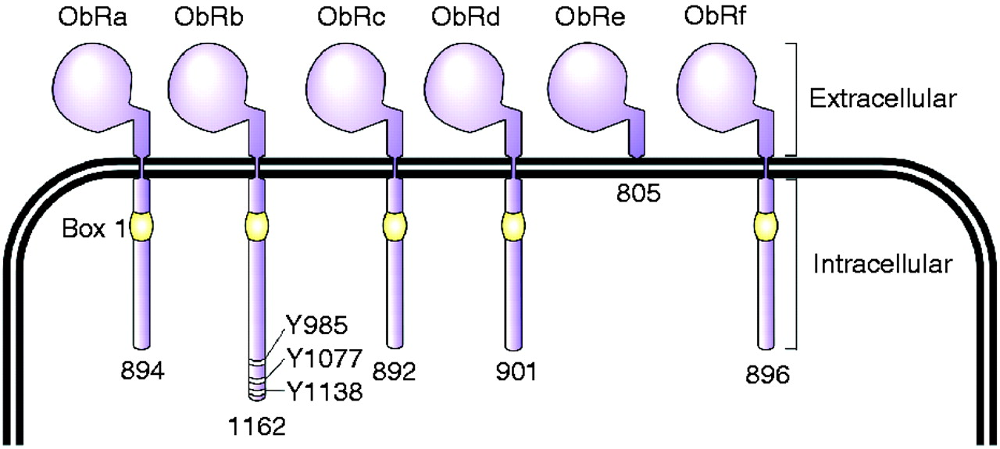 ObRa ObRb ObRc ObRd ObRe ObRf
Extracellular
805
Box 1
Intracellular
Y985
Y1077
Y1138
894
892
901
896
1162